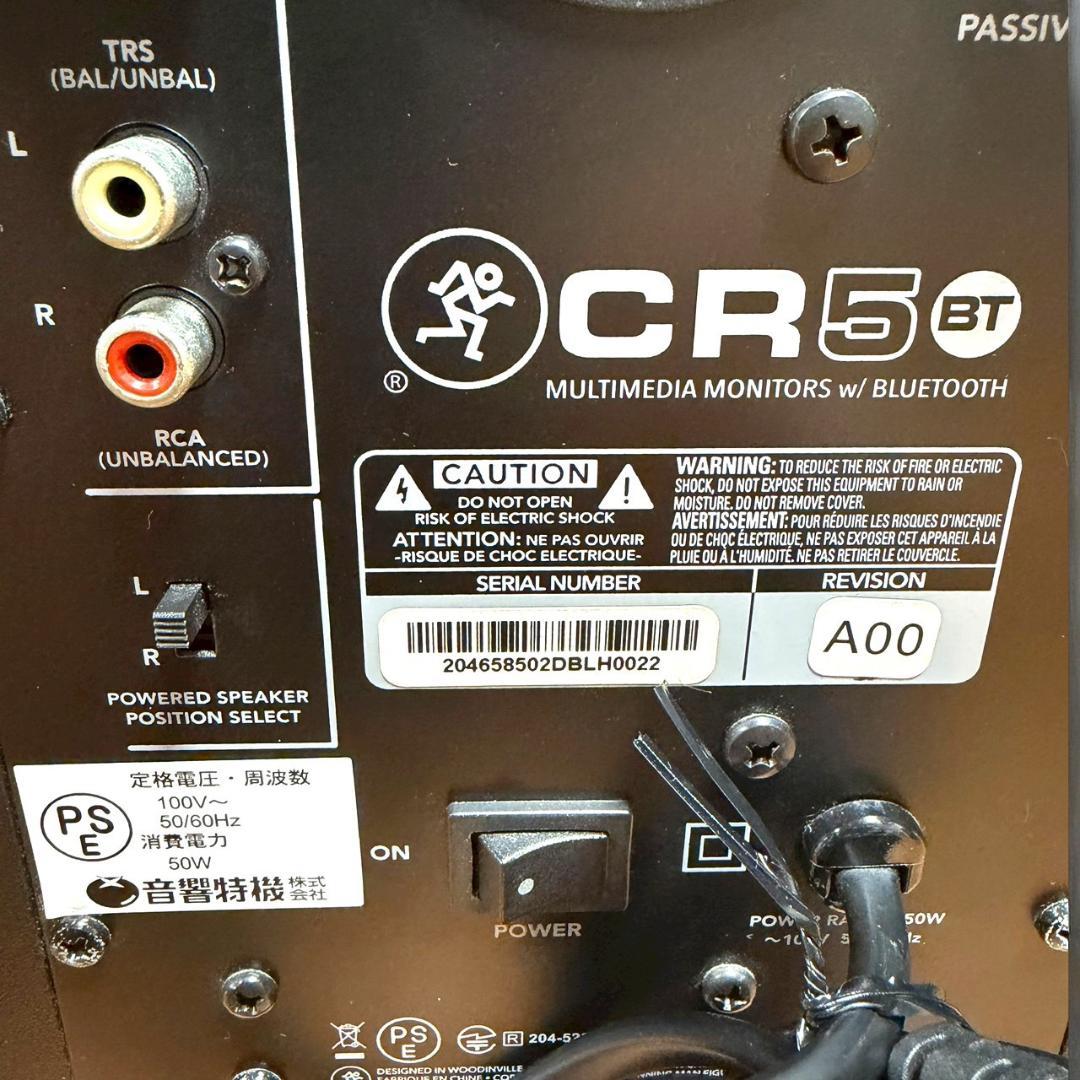 TRS
(BAL/UNBAL)
L
R
RCA
(UNBALANCED)
CR5 BT
®
MULTIMEDIA MONITORS w/ BLUETOOTH
CAUTION
DO NOT OPEN
RISK OF ELECTRIC SHOCK
ATTENTION: NE PAS OUVRIR
-RISQUE DE CHOC ELECTRIQUE-
WARNING: TO REDUCE THE RISK OF FIRE OR ELECTRIC
SHOCK, DO NOT EXPOSE THIS EQUIPMENT TO RAIN OR
MOISTURE. DO NOT REMOVE COVER.
AVERTISSEMENT: POUR RÉDUIRE LES RISQUES D'INCENDIE
OU DE CHOC ÉLECTRIQUE, NE PAS EXPOSER CET APPAREIL À LA
PLUIE OU À L'HUMIDITÉ. NE PAS RETIRER LE COUVERCLE.
SERIAL NUMBER
REVISION
204658502DBLH0022
A00
L
R
POWERED SPEAKER
POSITION SELECT
定格電圧・周波数
100V～
50/60Hz
消費電力
50W
PSE
音響特機 株式会社
ON
POWER
50W
PSE
R
DESIGNED IN WOODINVILLE
FABRIQUE EN CHINE